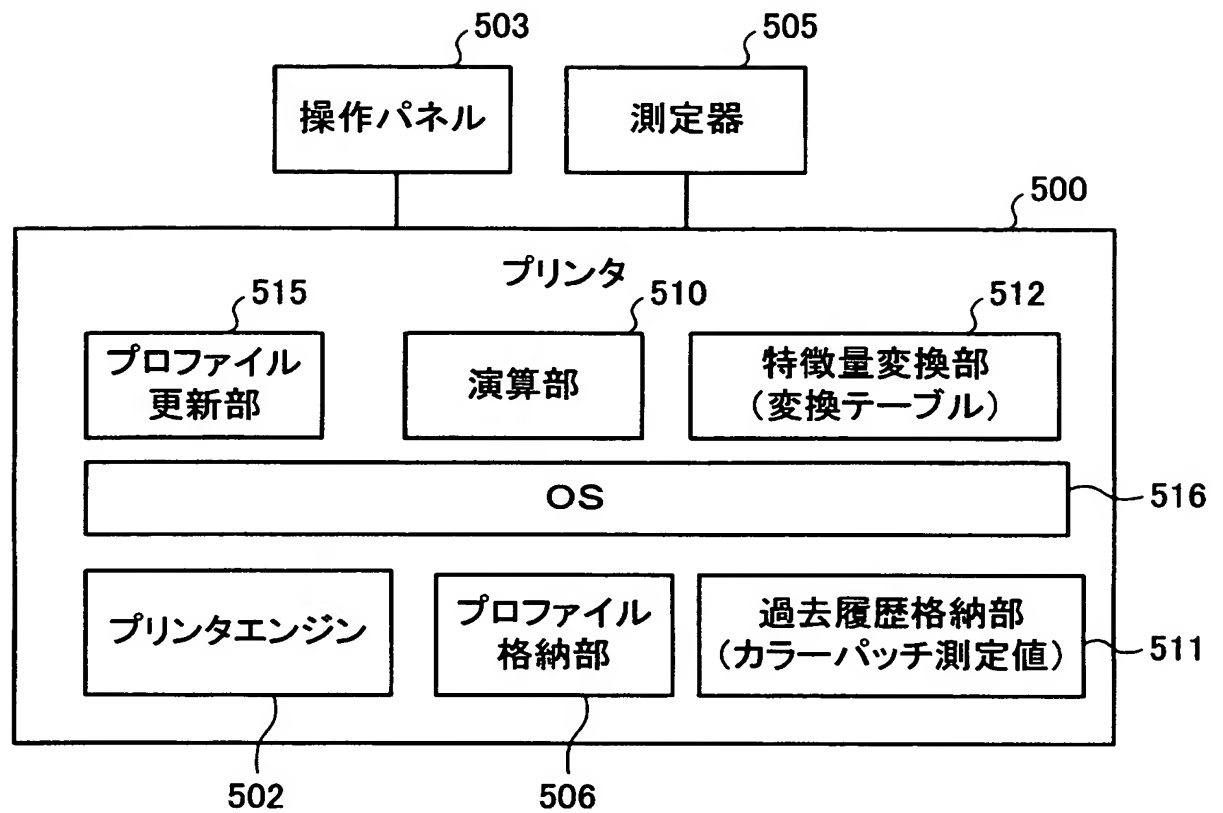 503
505
操作パネル
測定器
500
プリンタ
515
510
512
プロファイル
更新部
演算部
特徴量変換部
(変換テーブル)
OS
516
プリンタエンジン
プロファイル
格納部
過去履歴格納部
(カラーパッチ測定値)
511
502
506